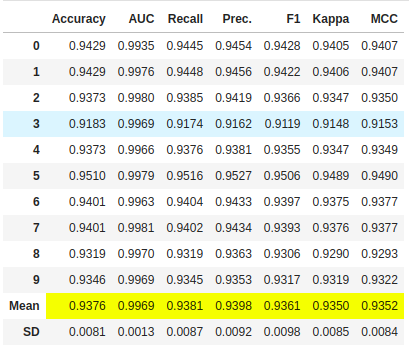 Accuracy AUC Recall Prec. F1 Kappa MCC
0 0.9429 0.9935 0.9445 0.9454 0.9428 0.9405 0.9407
1 0.9429 0.9976 0.9448 0.9456 0.9422 0.9406 0.9407
2 0.9373 0.9980 0.9385 0.9419 0.9366 0.9347 0.9350
3 0.9183 0.9969 0.9174 0.9162 0.9119 0.9148 0.9153
4 0.9373 0.9966 0.9376 0.9381 0.9355 0.9347 0.9349
5 0.9510 0.9979 0.9516 0.9527 0.9506 0.9489 0.9490
6 0.9401 0.9963 0.9404 0.9433 0.9397 0.9375 0.9377
7 0.9401 0.9981 0.9402 0.9434 0.9393 0.9376 0.9377
8 0.9319 0.9970 0.9319 0.9363 0.9306 0.9290 0.9293
9 0.9346 0.9969 0.9345 0.9353 0.9317 0.9319 0.9322
Mean 0.9376 0.9969 0.9381 0.9398 0.9361 0.9350 0.9352
SD 0.0081 0.0013 0.0087 0.0092 0.0098 0.0085 0.0084